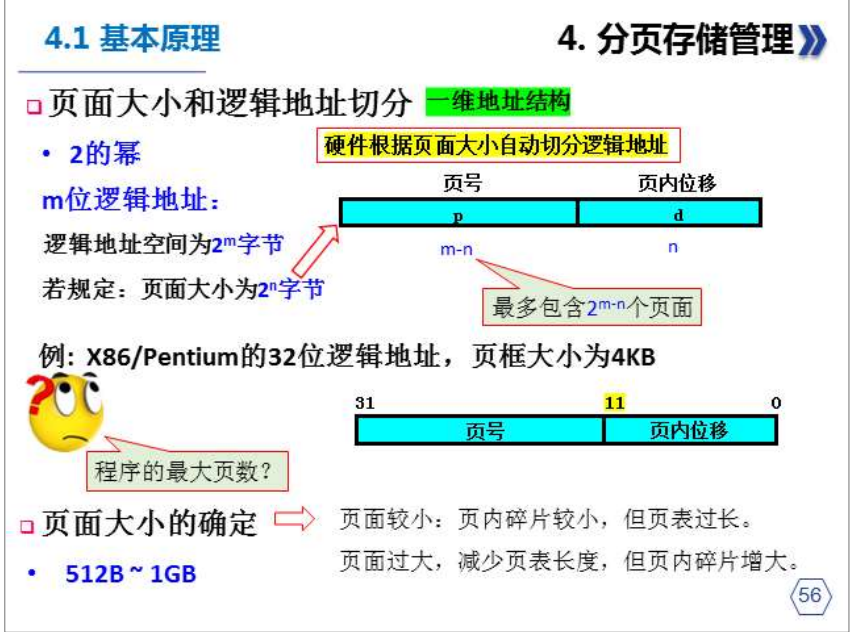 4.1 基本原理
4. 分页存储管理
页面大小和逻辑地址切分 一维地址结构
• 2的幂
硬件根据页面大小自动切分逻辑地址
m位逻辑地址：
页号 页内位移
p d
逻辑地址空间为2ᵐ字节
m-n n
若规定：页面大小为2ⁿ字节
最多包含2ᵐ⁻ⁿ个页面
例: X86/Pentium的32位逻辑地址，页框大小为4KB
?
31 11 0
页号 页内位移
程序的最大页数？
页面大小的确定
页面较小：页内碎片较小，但页表过长。
页面过大，减少页表长度，但页内碎片增大。
• 512B ~ 1GB
56